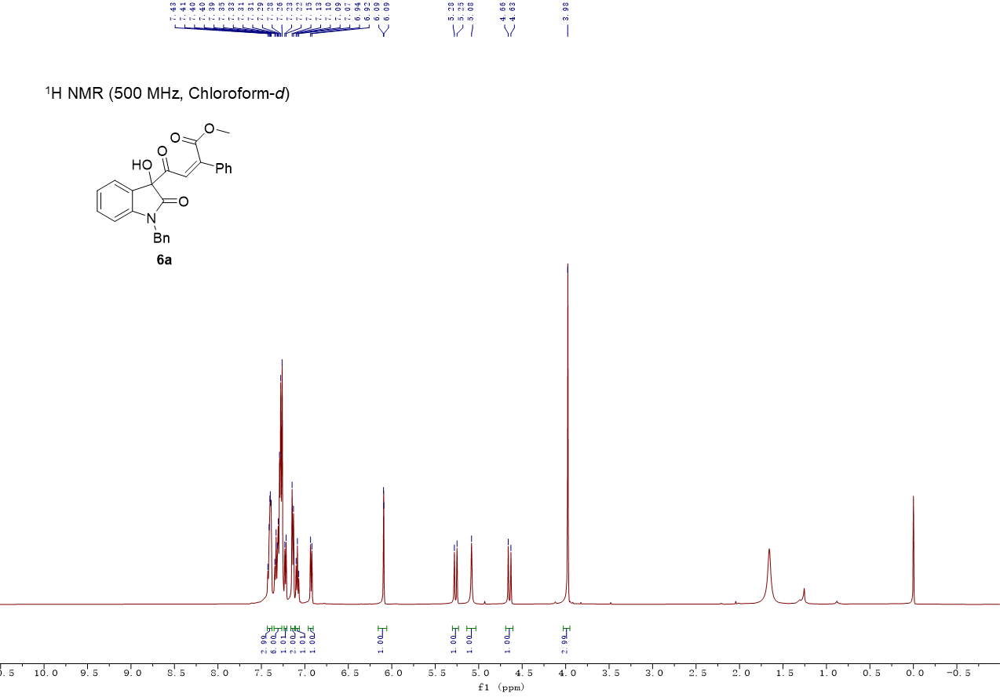 7.43 7.41 7.40 7.40 7.39 7.35 7.33 7.31 7.31 7.29 7.28 7.26 7.23 7.22 7.15 7.13 7.10 7.09 7.07 6.94 6.92 6.09 6.09 5.28 5.25 5.08 4.66 4.63 3.98
¹H NMR (500 MHz, Chloroform-d)
O
O
O
HO
Ph
O
N
Bn
6a
2.99 6.00 1.01 2.00 1.01 1.00 1.00 1.00 1.00 1.00 2.99
0.5 10.0 9.5 9.0 8.5 8.0 7.5 7.0 6.5 6.0 5.5 5.0 4.5 4.0 3.5 3.0 2.5 2.0 1.5 1.0 0.5 0.0 -0.5
f1 (ppm)